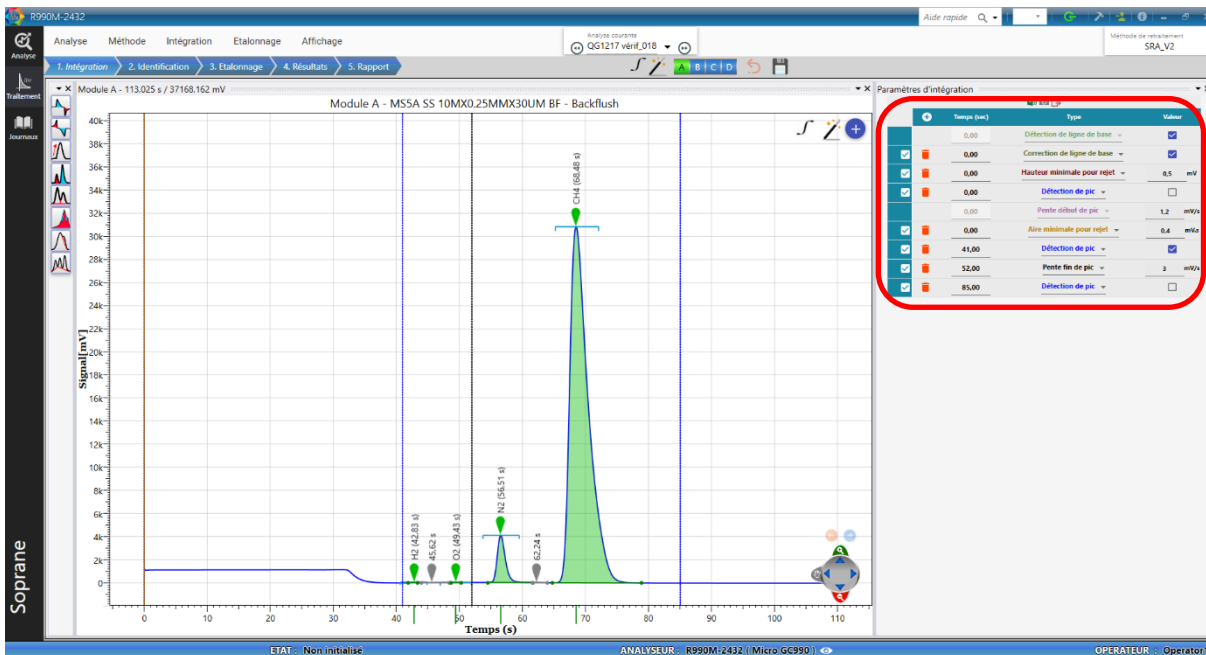 R990M-2432
Aide rapide
Analyse Méthode Intégration Etalonnage Affichage
Analyse courante
QG1217 vérif_018
Méthode de retraitement
SRA_V2
Analyse
Traitement
Journaux
Soprane
1. Intégration 2. Identification 3. Etalonnage 4. Résultats 5. Rapport
A B C D
Module A - 113.025 s / 37168.162 mV
Module A - MS5A SS 10MX0.25MMX30UM BF - Backflush
40k
38k
36k
34k
32k
30k
28k
26k
24k
22k
20k
18k
16k
14k
12k
10k
8k
6k
4k
2k
0
Signal[mV]
H2 (42,83 s)
45,62 s
O2 (49,43 s)
N2 (56,51 s)
62,24 s
CH4 (68,48 s)
0 10 20 30 40 50 60 70 80 90 100 110
Temps (s)
Paramètres d'intégration
Temps (sec) Type Valeur
0,00 Détection de ligne de base
0,00 Correction de ligne de base
0,00 Hauteur minimale pour rejet 0,5 mV
0,00 Détection de pic
0,00 Pente début de pic 1,2 mV/s
0,00 Aire minimale pour rejet 0,4 mV.s
41,00 Détection de pic
52,00 Pente fin de pic 3 mV/s
85,00 Détection de pic
ETAT : Non initialisé
ANALYSEUR : R990M-2432 ( Micro GC990 )
OPERATEUR : Operator